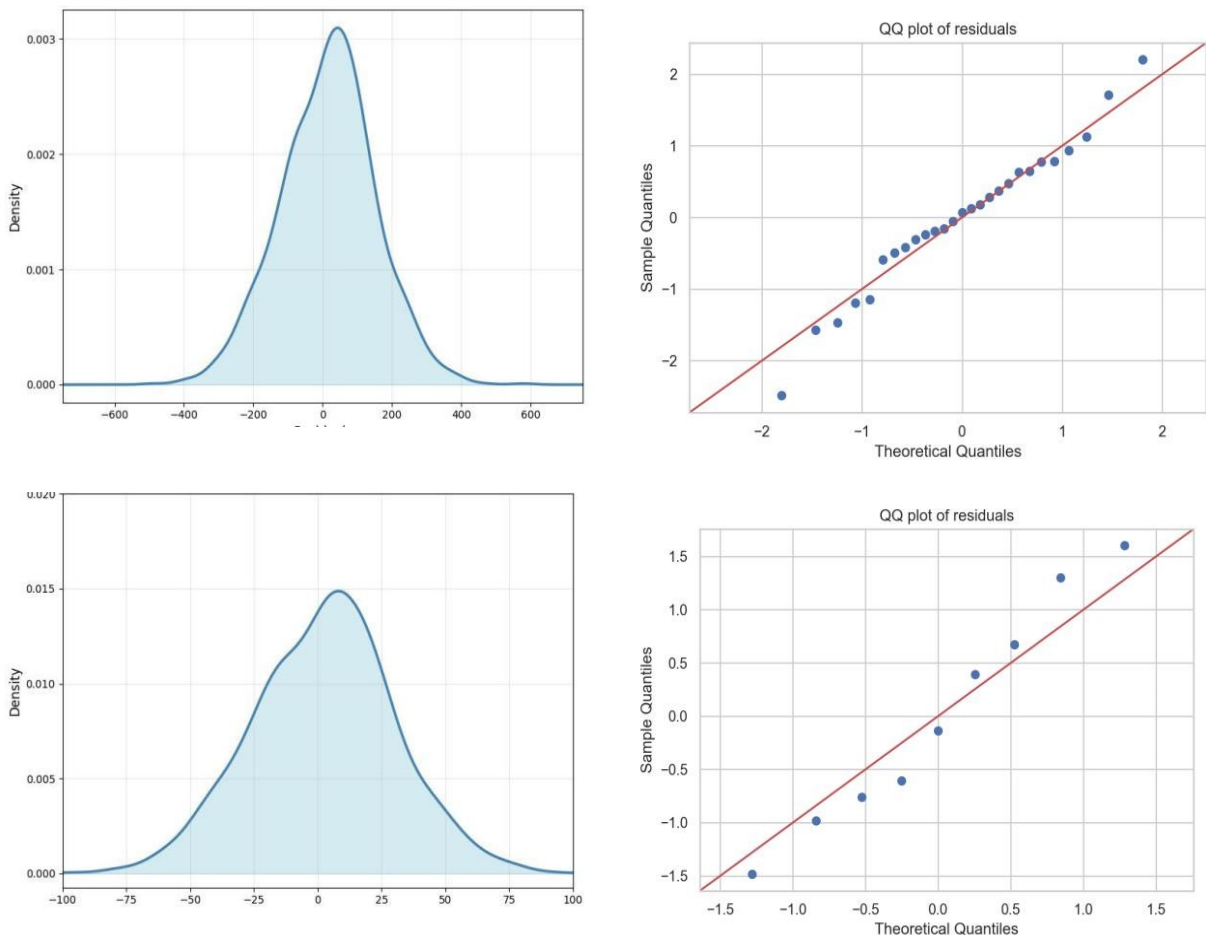 0.003
0.002
0.001
0.000
Density
−600 −400 −200 0 200 400 600
QQ plot of residuals
2
1
0
−1
−2
Sample Quantiles
−2 −1 0 1 2
Theoretical Quantiles
0.020
0.015
0.010
0.005
0.000
Density
−100 −75 −50 −25 0 25 50 75 100
QQ plot of residuals
1.5
1.0
0.5
0.0
−0.5
−1.0
−1.5
Sample Quantiles
−1.5 −1.0 −0.5 0.0 0.5 1.0 1.5
Theoretical Quantiles